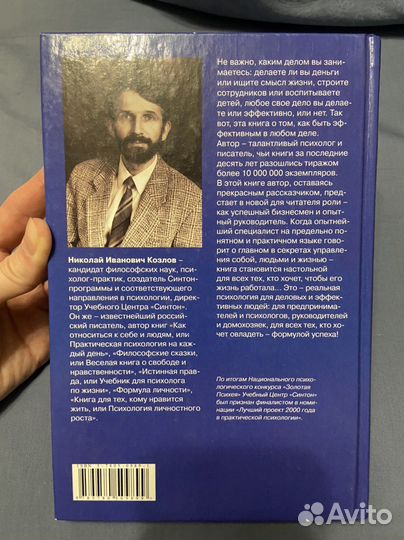 Не важно, каким делом вы зани-
маетесь: делаете ли вы деньги
или ищите смысл жизни, строите
сотрудников или воспитываете
детей, любое свое дело вы делае-
те или эффективно, или нет. Так
вот, эта книга о том, как быть эф-
фективным в любом деле.
Автор – талантливый психолог и
писатель, чьи книги за последние
десять лет разошлись тиражом
более 10 000 000 экземпляров.
В этой книге автор, оставаясь
прекрасным рассказчиком, пред-
стает в новой для читателя роли –
как успешный бизнесмен и опыт-
ный руководитель. Когда опытней-
ший специалист на предельно по-
нятном и практичном языке гово-
рит о главном в секретах управле-
ния собой, людьми и жизнью –
книга становится настольной
для всех, кто хочет, чтобы его
жизнь работала... Это – реальная
психология для деловых и эффек-
тивных людей: для предпринима-
телей и психологов, руководителей
и домохозяек, для всех тех, кто хо-
чет овладеть – формулой успеха!
Николай Иванович Козлов –
кандидат философских наук, пси-
холог-практик, создатель Синтон-
программы и соответствующего
направления в психологии, дирек-
тор Учебного Центра «Синтон».
Он же – известнейший россий-
ский писатель, автор книг «Как
относиться к себе и людям, или
Практическая психология на каж-
дый день», «Философские сказки,
или Веселая книга о свободе и
нравственности», «Истинная прав-
да, или Учебник для психолога
по жизни», «Формула личности»,
«Книга для тех, кому нравится
жить, или Психология личностного
роста».
По итогам Национального психо-
логического конкурса «Золотая
Психея» Учебный Центр «Синтон»
был признан финалистом в номи-
нации «Лучший проект 2000 года
в практической психологии».
Avito